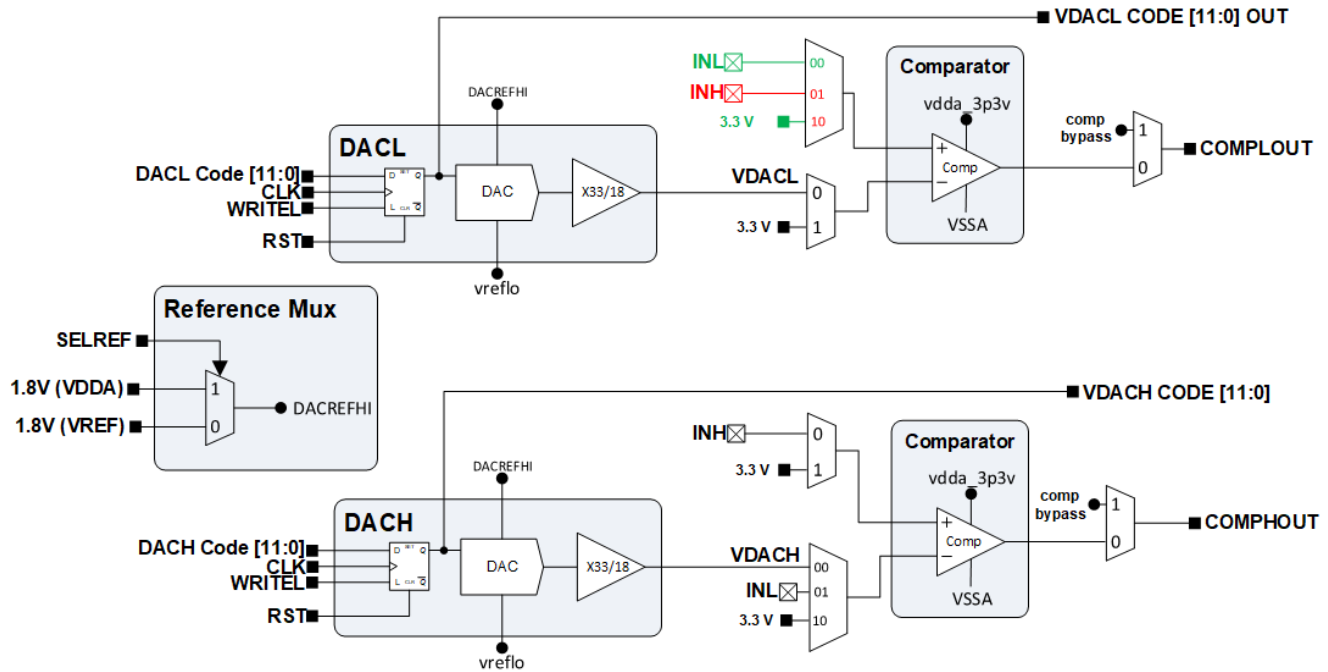 VDACL CODE [11:0] OUT
INL
00
INH
01
3.3 V
10
Comparator
vdda_3p3v
+
Comp
−
VSSA
comp
bypass
1
0
COMPLOUT
DACREFHI
DACL
DACL Code [11:0]
CLK
WRITEL
RST
D
SET
Q
L
CLR
Q
DAC
X33/18
vreflo
VDACL
0
3.3 V
1
Reference Mux
SELREF
1.8V (VDDA)
1
1.8V (VREF)
0
DACREFHI
VDACH CODE [11:0]
INH
0
3.3 V
1
Comparator
vdda_3p3v
+
Comp
−
VSSA
comp
bypass
1
0
COMPHOUT
DACREFHI
DACH
DACH Code [11:0]
CLK
WRITEL
RST
D
SET
Q
L
CLR
Q
DAC
X33/18
vreflo
VDACH
00
INL
01
3.3 V
10